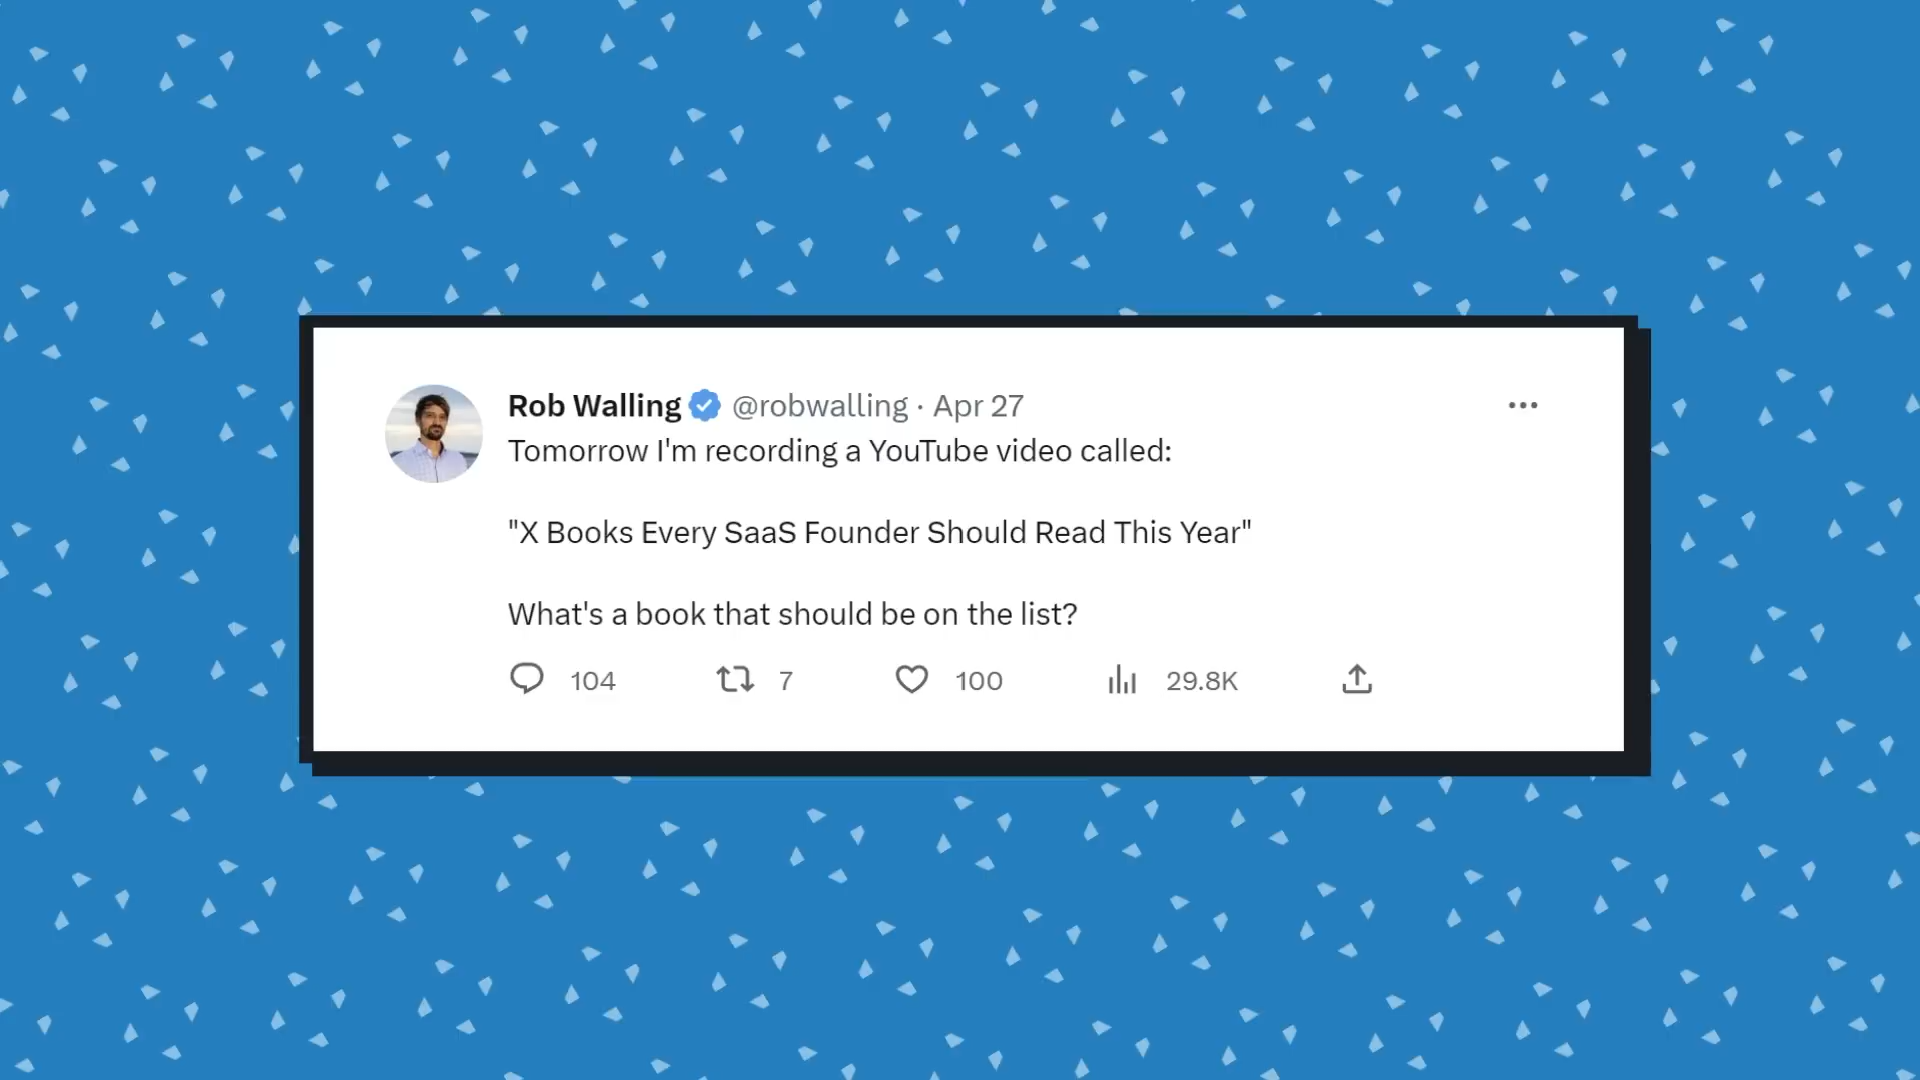 Rob Walling @robwalling · Apr 27
Tomorrow I'm recording a YouTube video called:
"X Books Every SaaS Founder Should Read This Year"
What's a book that should be on the list?
104 7 100 29.8K